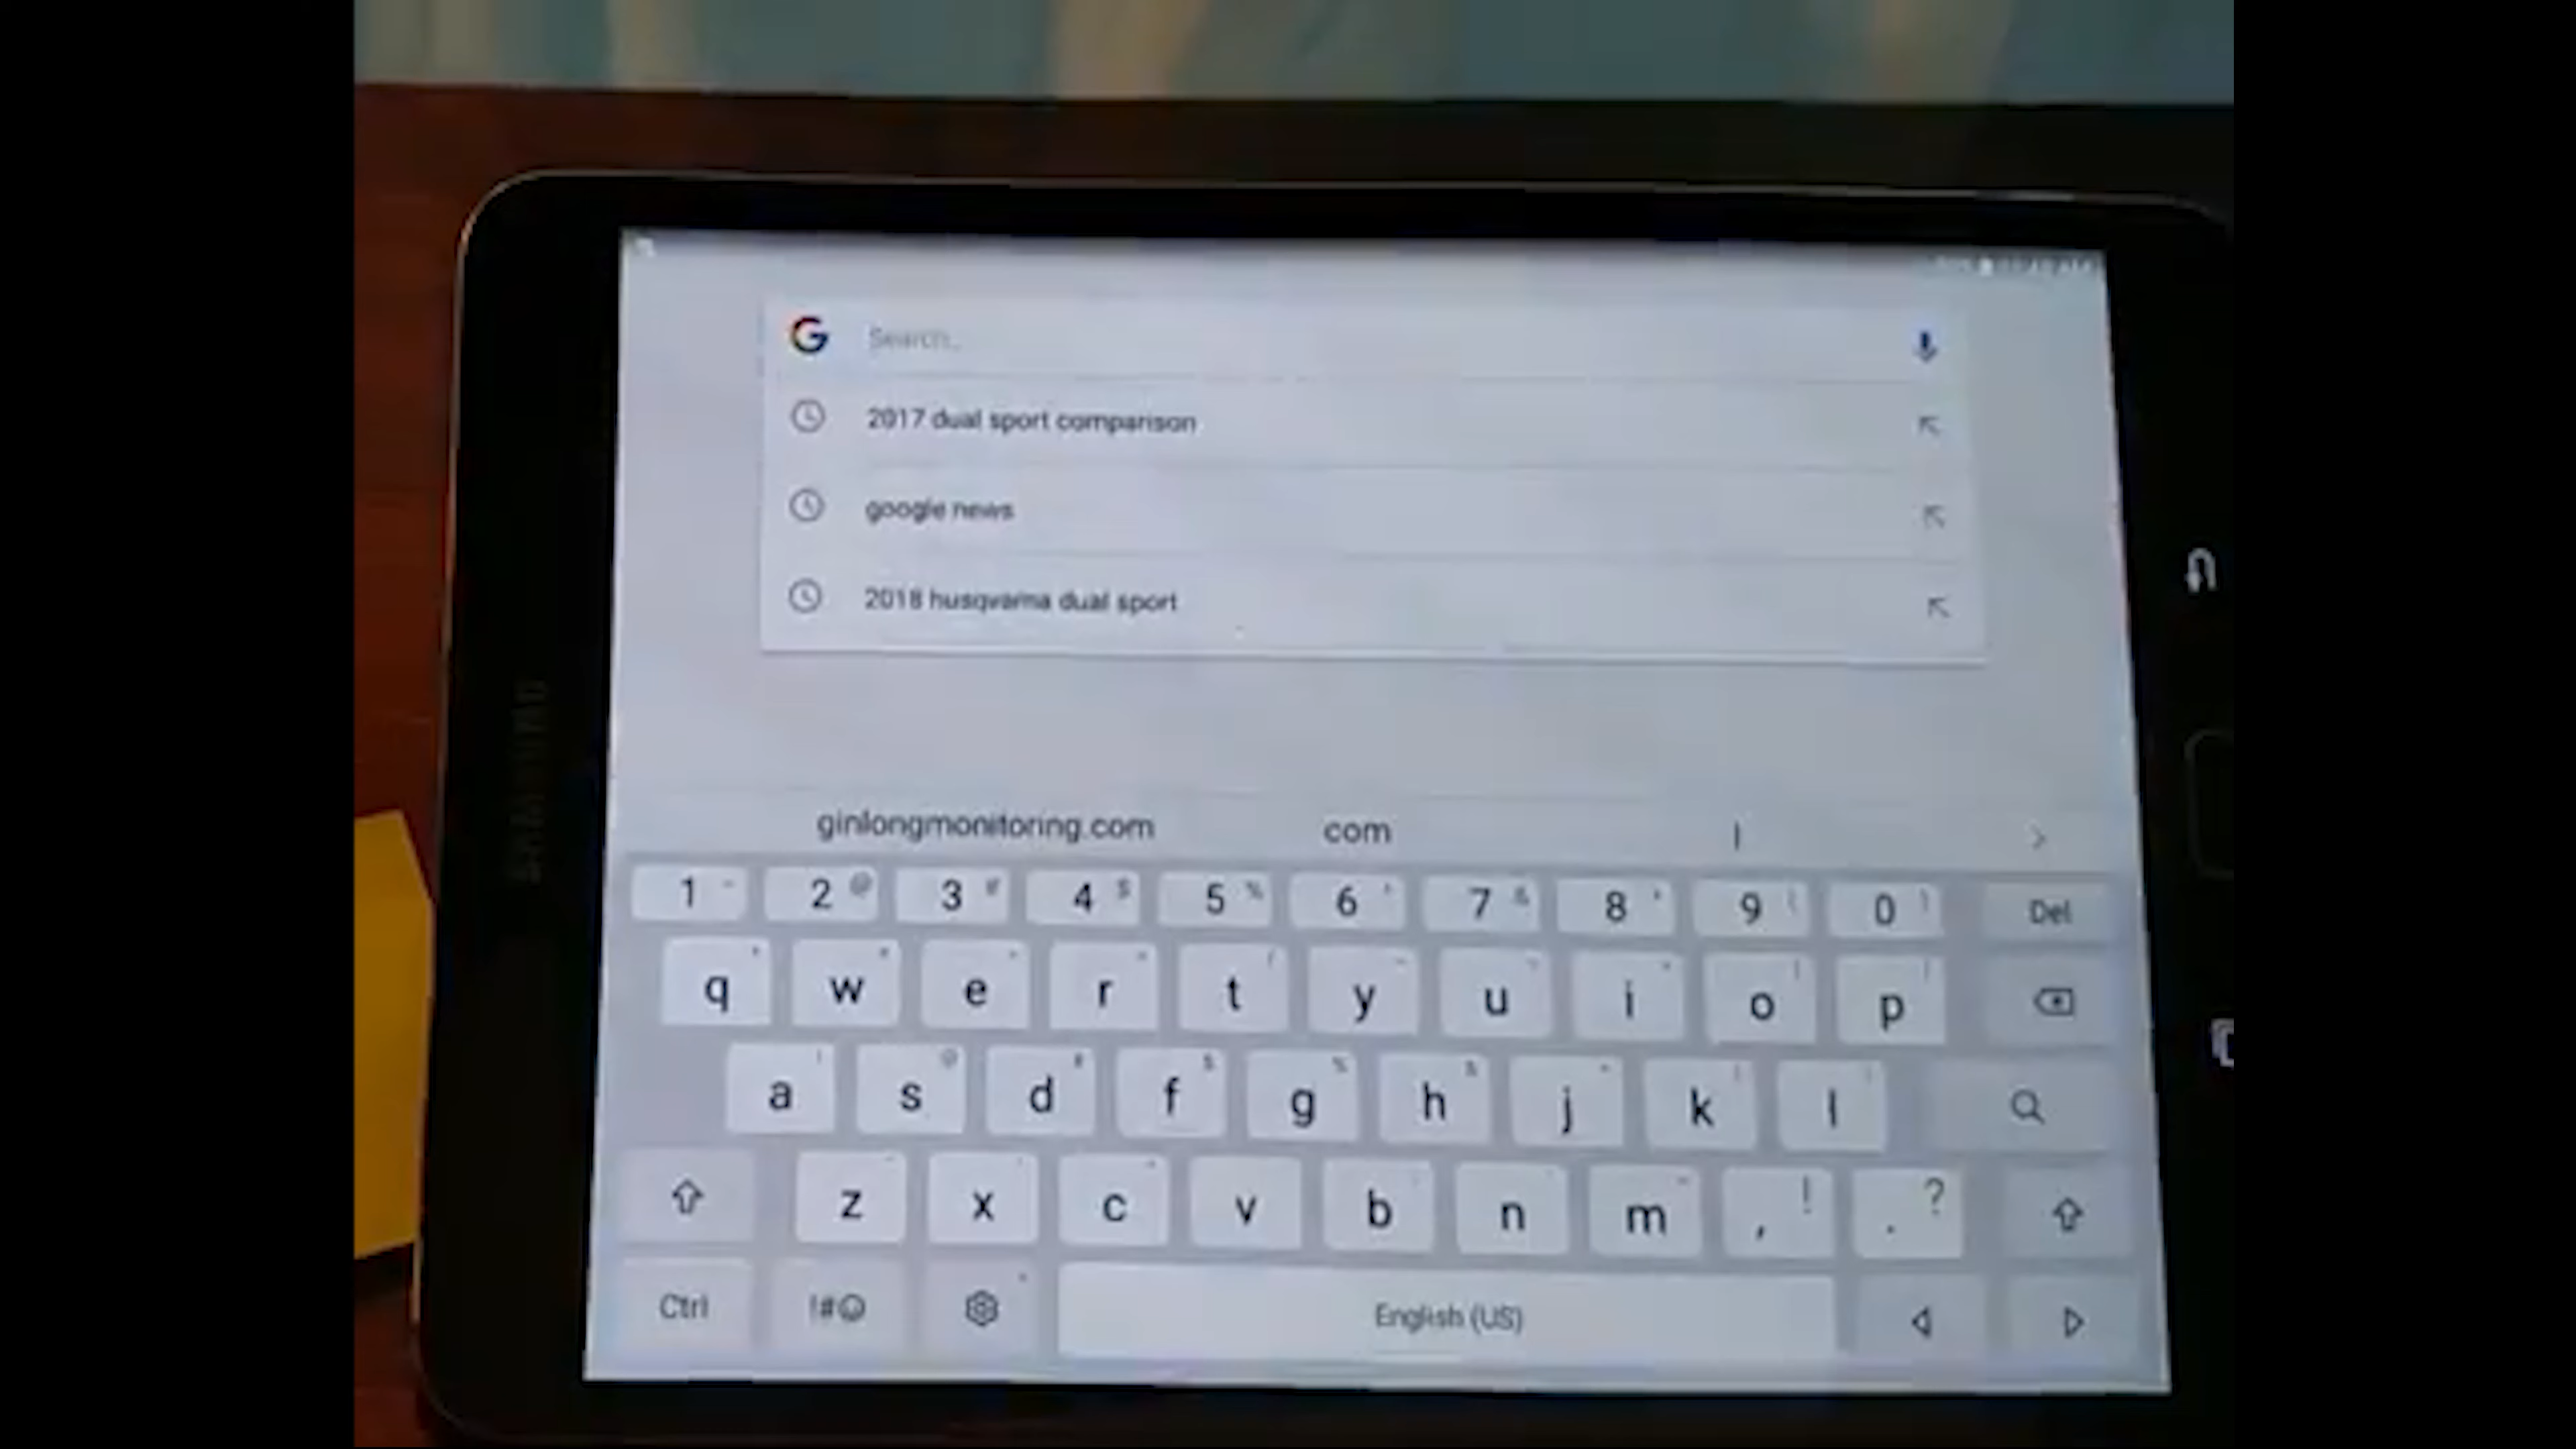 G Search...
2017 dual sport comparison
google news
2018 husqvarna dual sport
SAMSUNG
ginlongmonitoring.com com I >
1 2 @ 3 # 4 $ 5 % 6 7 & 8 9 ( 0 ) Del
q w e r t y u i o p
a ! s @ d # f $ g % h & j k l
z x c v b n m , ! . ?
Ctrl !#☺ English (US)